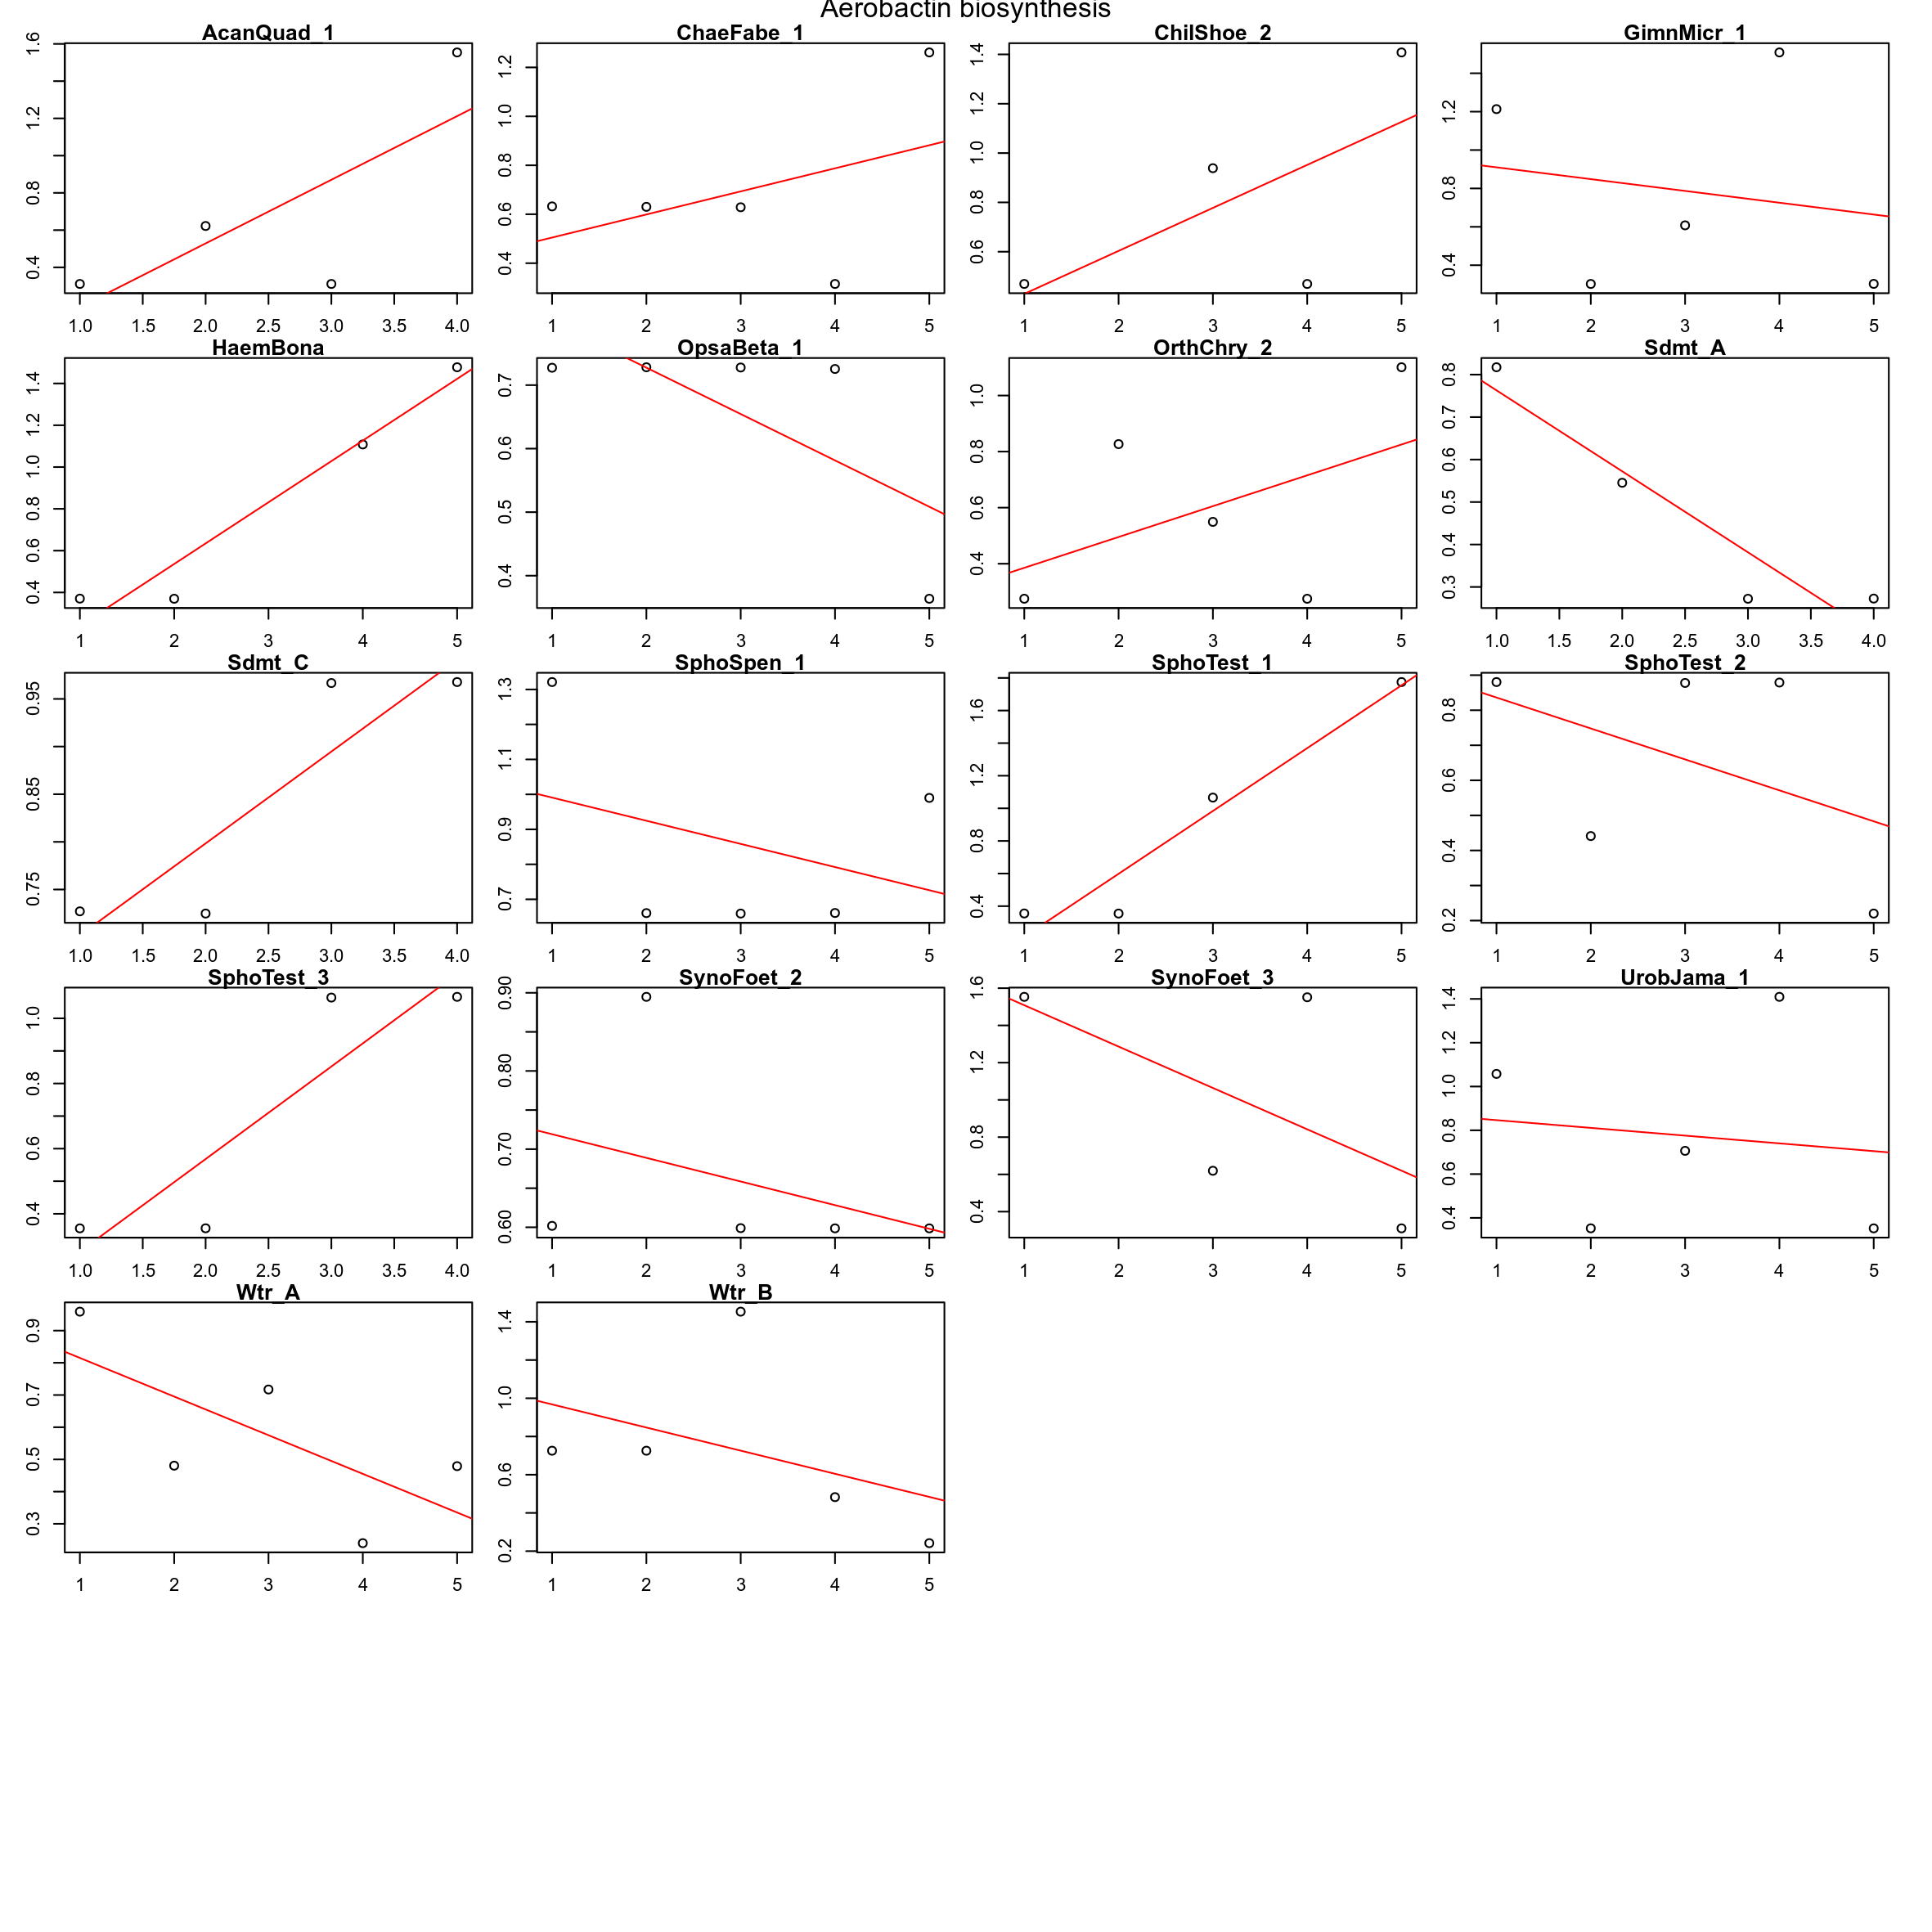 Aerobactin biosynthesis
AcanQuad_1
0.4 0.8 1.2 1.6
1.0 1.5 2.0 2.5 3.0 3.5 4.0
ChaeFabe_1
0.4 0.6 0.8 1.0 1.2
1 2 3 4 5
ChilShoe_2
0.6 0.8 1.0 1.2 1.4
1 2 3 4 5
GimnMicr_1
0.4 0.8 1.2
1 2 3 4 5
HaemBona
0.4 0.6 0.8 1.0 1.2 1.4
1 2 3 4 5
OpsaBeta_1
0.4 0.5 0.6 0.7
1 2 3 4 5
OrthChry_2
0.4 0.6 0.8 1.0
1 2 3 4 5
Sdmt_A
0.3 0.4 0.5 0.6 0.7 0.8
1.0 1.5 2.0 2.5 3.0 3.5 4.0
Sdmt_C
0.75 0.85 0.95
1.0 1.5 2.0 2.5 3.0 3.5 4.0
SphoSpen_1
0.7 0.9 1.1 1.3
1 2 3 4 5
SphoTest_1
0.4 0.8 1.2 1.6
1 2 3 4 5
SphoTest_2
0.2 0.4 0.6 0.8
1 2 3 4 5
SphoTest_3
0.4 0.6 0.8 1.0
1.0 1.5 2.0 2.5 3.0 3.5 4.0
SynoFoet_2
0.60 0.70 0.80 0.90
1 2 3 4 5
SynoFoet_3
0.4 0.8 1.2 1.6
1 2 3 4 5
UrobJama_1
0.4 0.6 0.8 1.0 1.2 1.4
1 2 3 4 5
Wtr_A
0.3 0.5 0.7 0.9
1 2 3 4 5
Wtr_B
0.2 0.6 1.0 1.4
1 2 3 4 5